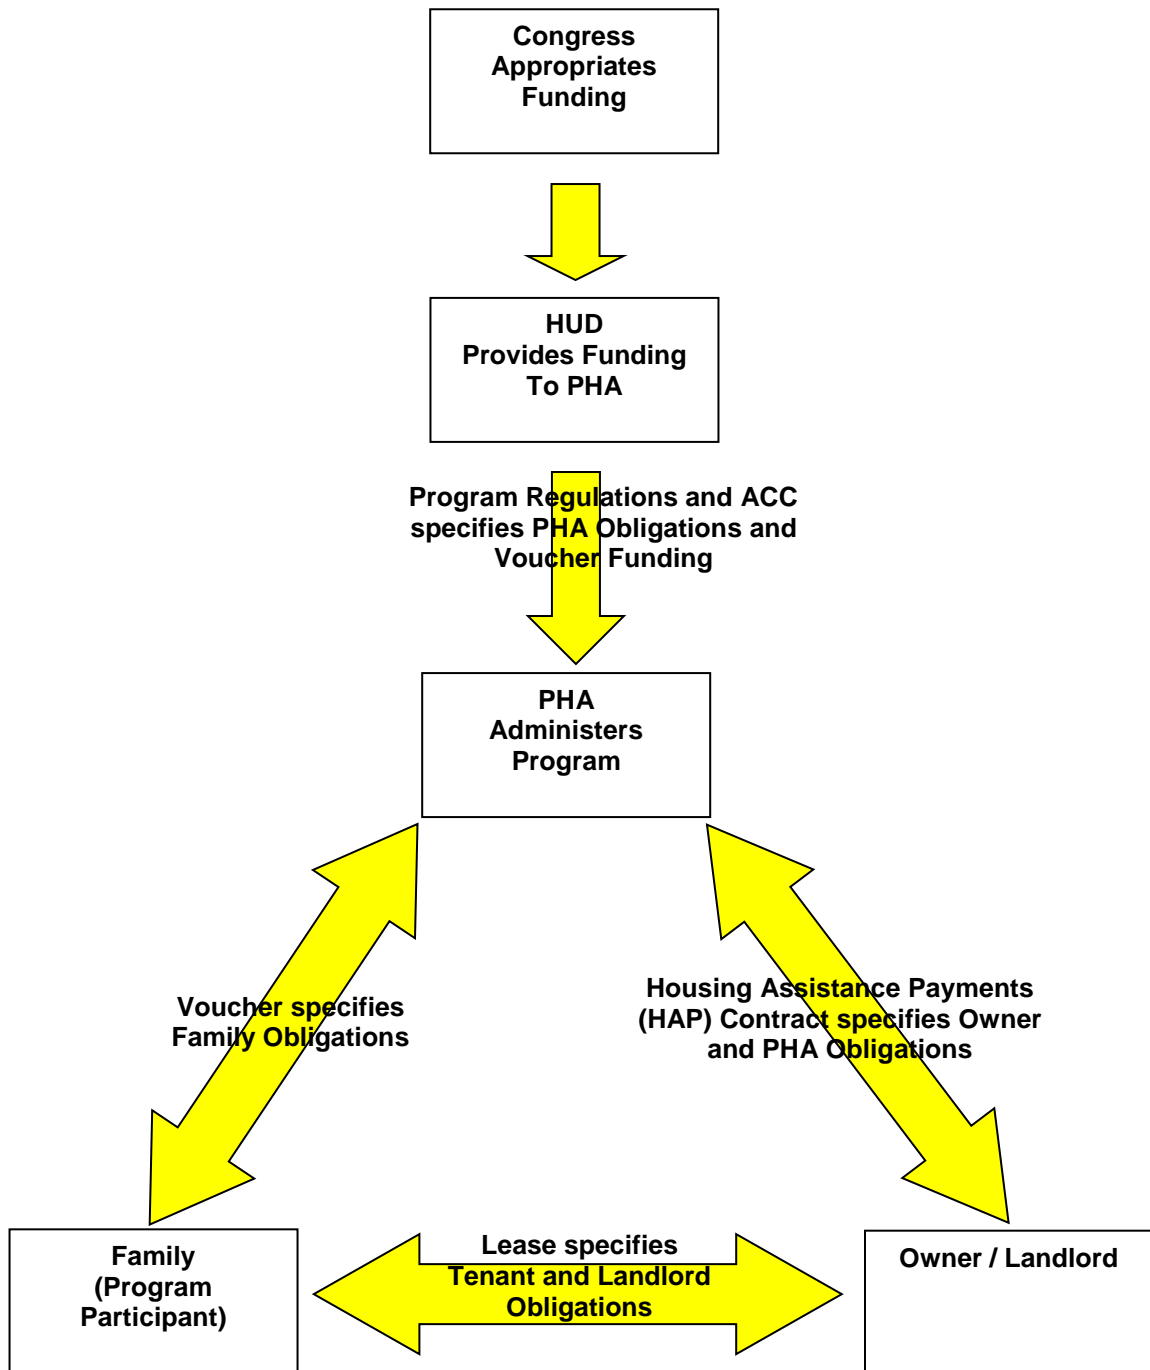 Congress
Appropriates
Funding
HUD
Provides Funding
To PHA
Program Regulations and ACC
specifies PHA Obligations and
Voucher Funding
PHA
Administers
Program
Voucher specifies
Family Obligations
Housing Assistance Payments
(HAP) Contract specifies Owner
and PHA Obligations
Family
(Program
Participant)
Lease specifies
Tenant and Landlord
Obligations
Owner / Landlord